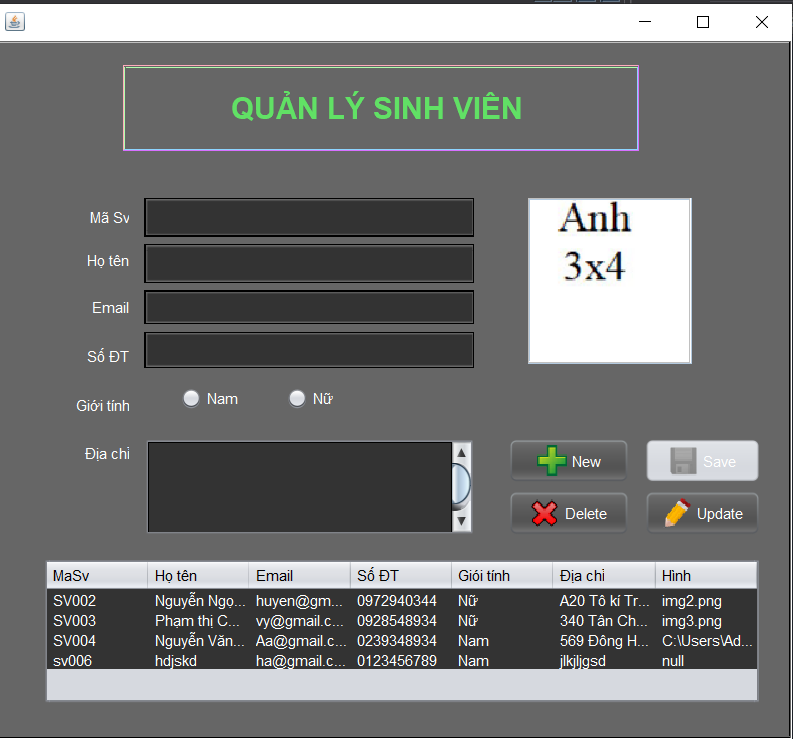 QUẢN LÝ SINH VIÊN
Mã Sv
Anh
3x4
Họ tên
Email
Số ĐT
Giới tính Nam Nữ
Địa chỉ
New Save
Delete Update
MaSv Họ tên Email Số ĐT Giói tính Địa chỉ Hình
SV002 Nguyễn Ngọ... huyen@gm... 0972940344 Nữ A20 Tô kí Tr... img2.png
SV003 Phạm thị C... vy@gmail.c... 0928548934 Nữ 340 Tân Ch... img3.png
SV004 Nguyễn Văn... Aa@gmail.c... 0239348934 Nam 569 Đông H... C:\Users\Ad...
sv006 hdjskd ha@gmail.c... 0123456789 Nam jlkjljgsd null